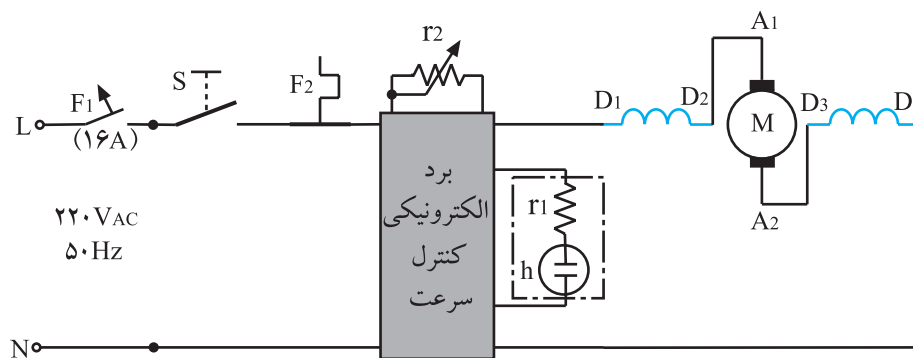 r2
A1
S
F2
F1
D1
D2
D3
D
L
(۱۶A)
M
برد
الکترونیکی
کنترل
سرعت
r1
h
۲۲۰VAC
۵۰Hz
A2
N